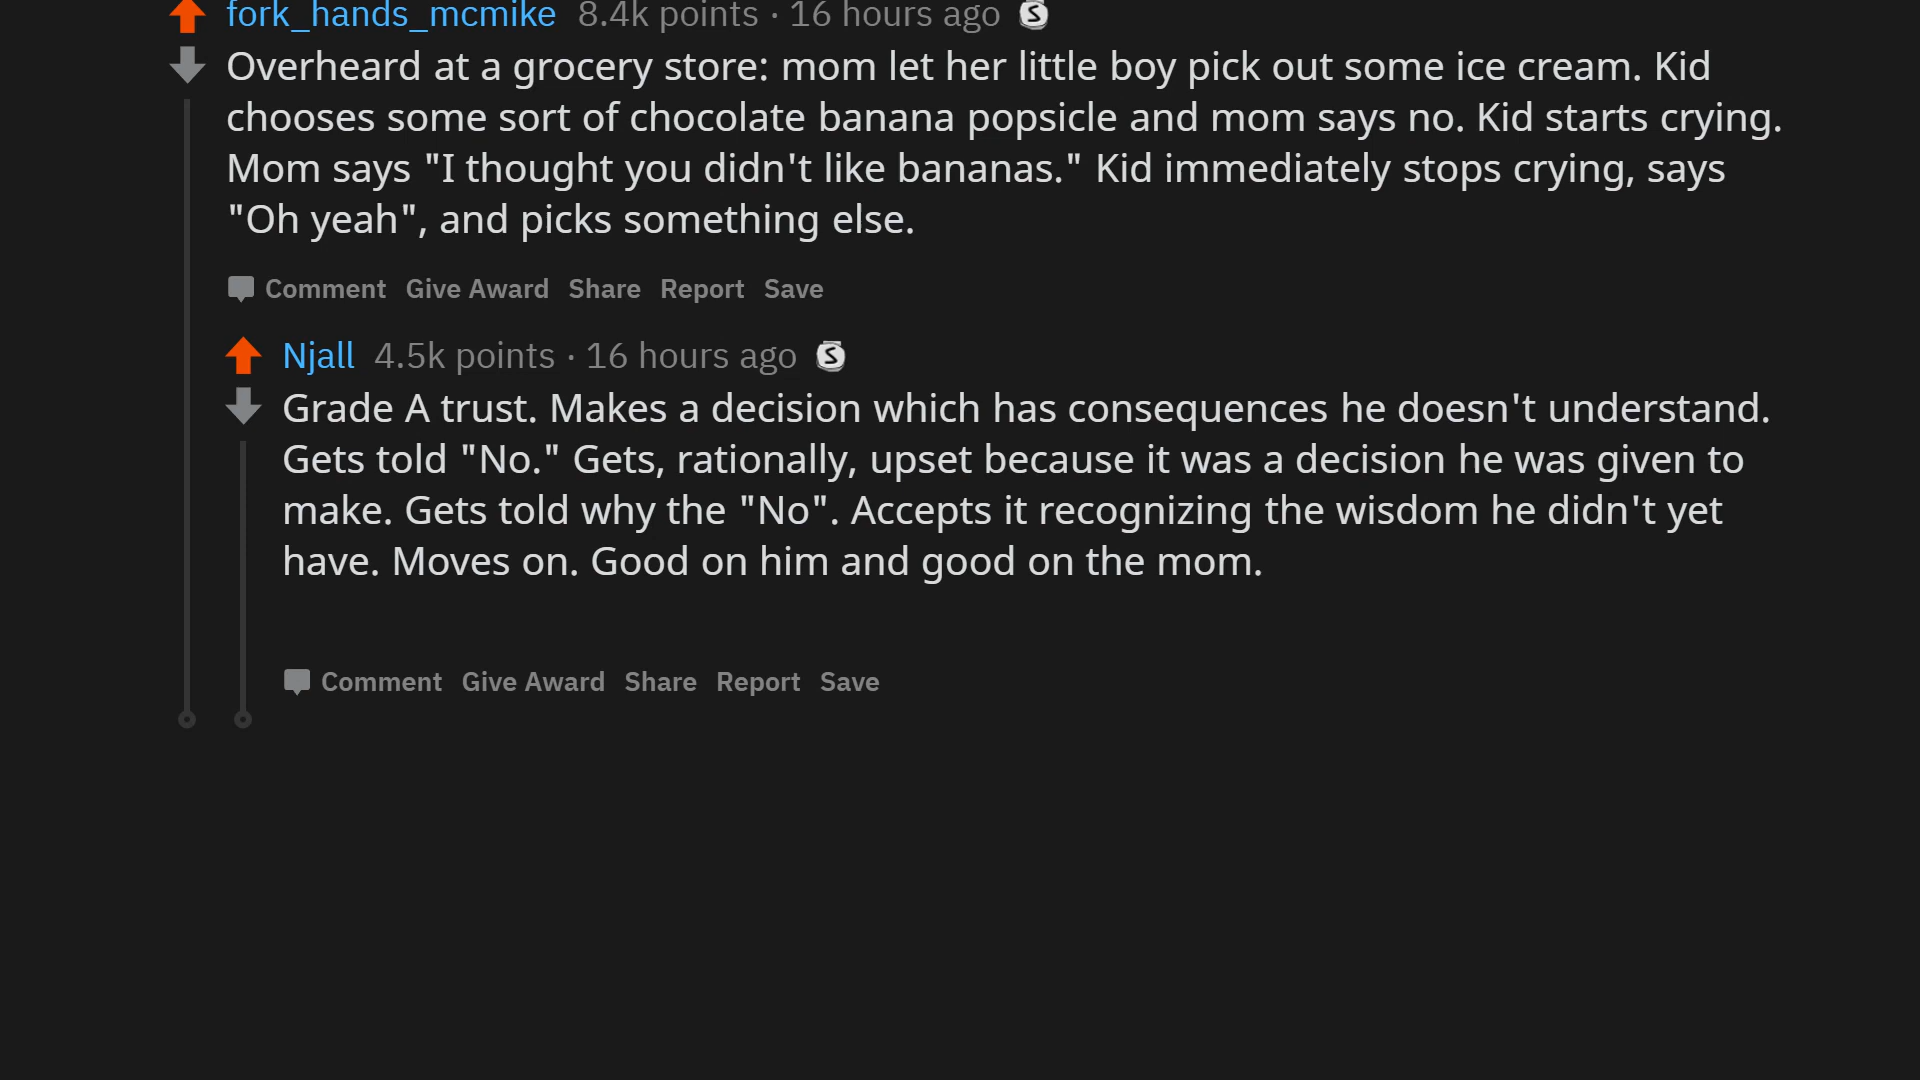 fork_hands_mcmike 8.4k points · 16 hours ago S
Overheard at a grocery store: mom let her little boy pick out some ice cream. Kid
chooses some sort of chocolate banana popsicle and mom says no. Kid starts crying.
Mom says "I thought you didn't like bananas." Kid immediately stops crying, says
"Oh yeah", and picks something else.
Comment Give Award Share Report Save
Njall 4.5k points · 16 hours ago S
Grade A trust. Makes a decision which has consequences he doesn't understand.
Gets told "No." Gets, rationally, upset because it was a decision he was given to
make. Gets told why the "No". Accepts it recognizing the wisdom he didn't yet
have. Moves on. Good on him and good on the mom.
Comment Give Award Share Report Save